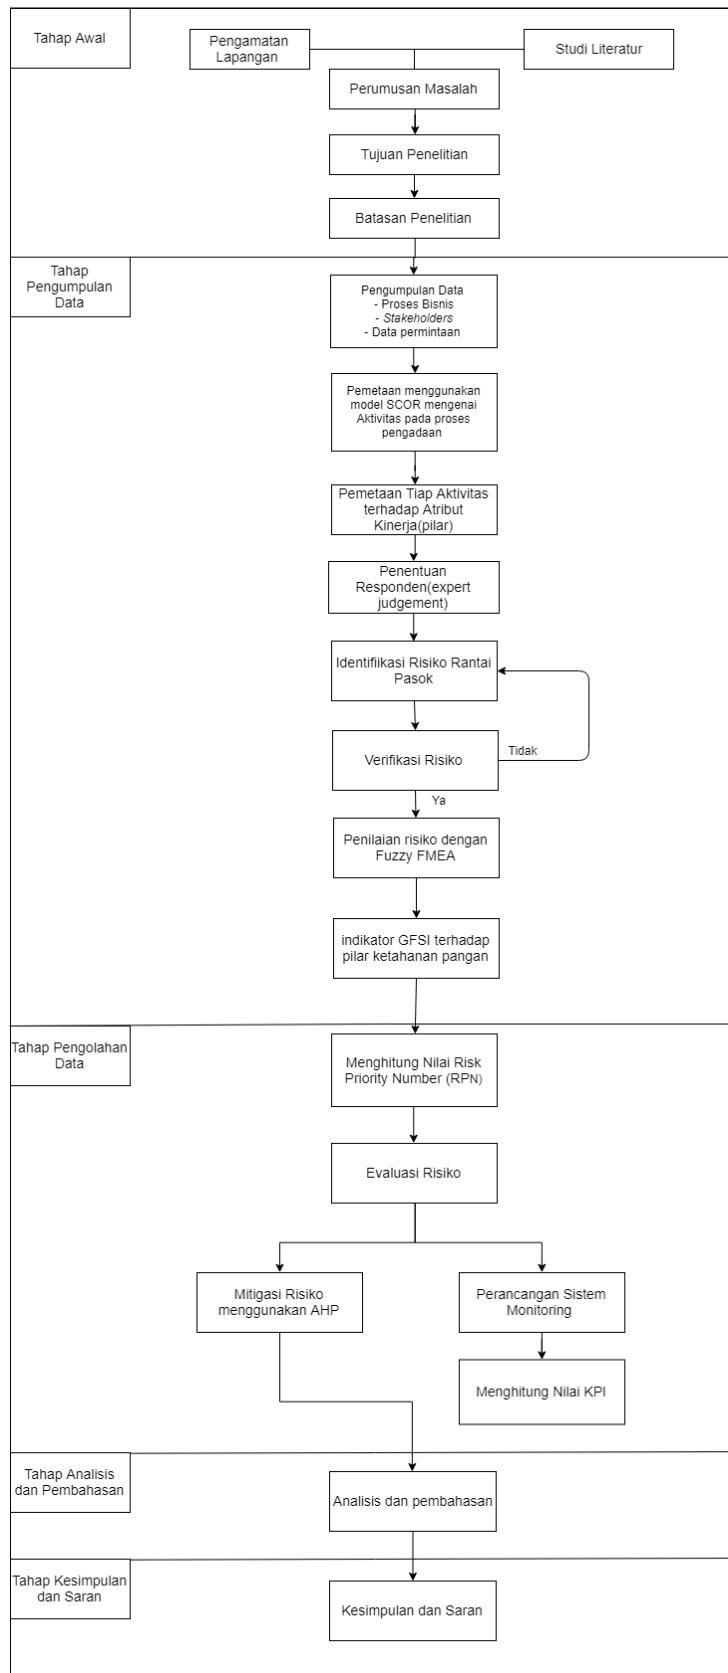 Tahap Awal
Pengamatan
Lapangan
Studi Literatur
Perumusan Masalah
Tujuan Penelitian
Batasan Penelitian
Tahap
Pengumpulan
Data
Pengumpulan Data
- Proses Bisnis
- Stakeholders
- Data permintaan
Pemetaan menggunakan
model SCOR mengenai
Aktivitas pada proses
pengadaan
Pemetaan Tiap Aktivitas
terhadap Atribut
Kinerja(pilar)
Penentuan
Responden(expert
judgement)
Identifiikasi Risiko Rantai
Pasok
Verifikasi Risiko
Tidak
Ya
Penilaian risiko dengan
Fuzzy FMEA
indikator GFSI terhadap
pilar ketahanan pangan
Tahap Pengolahan
Data
Menghitung Nilai Risk
Priority Number (RPN)
Evaluasi Risiko
Mitigasi Risiko
menggunakan AHP
Perancangan Sistem
Monitoring
Menghitung Nilai KPI
Tahap Analisis
dan Pembahasan
Analisis dan pembahasan
Tahap Kesimpulan
dan Saran
Kesimpulan dan Saran